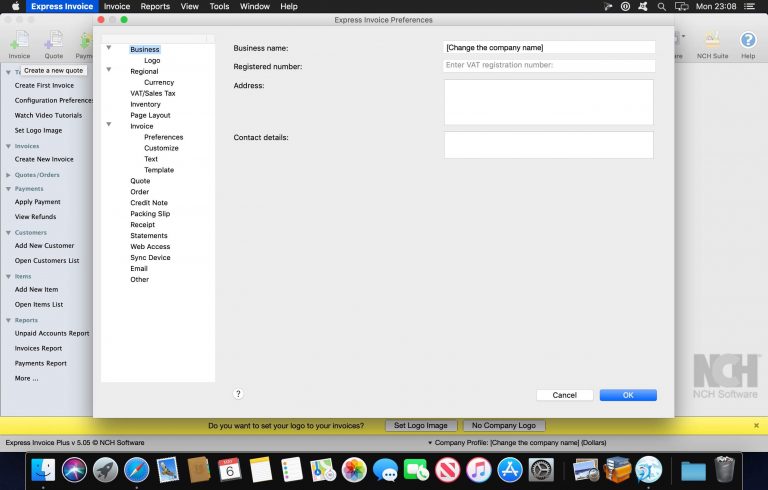 Express Invoice Invoice Reports View Tools Window Help
Mon 23:08
Express Invoice Preferences
Invoice
Quote
Create a new quote
NCH Suite
Help
Create First Invoice
Configuration Preferences
Watch Video Tutorials
Set Logo Image
Invoices
Create New Invoice
Quotes/Orders
Payments
Apply Payment
View Refunds
Customers
Add New Customer
Open Customers List
Items
Add New Item
Open Items List
Reports
Unpaid Accounts Report
Invoices Report
Payments Report
More ...
Business
Logo
Regional
Currency
VAT/Sales Tax
Inventory
Page Layout
Invoice
Preferences
Customize
Text
Template
Quote
Order
Credit Note
Packing Slip
Receipt
Statements
Web Access
Sync Device
Email
Other
Business name:
[Change the company name]
Registered number:
Enter VAT registration number:
Address:
Contact details:
?
Cancel
OK
NCH
NCH Software
Do you want to set your logo to your invoices?
Set Logo Image
No Company Logo
Express Invoice Plus v 5.05 © NCH Software
Company Profile: [Change the company name] (Dollars)
6